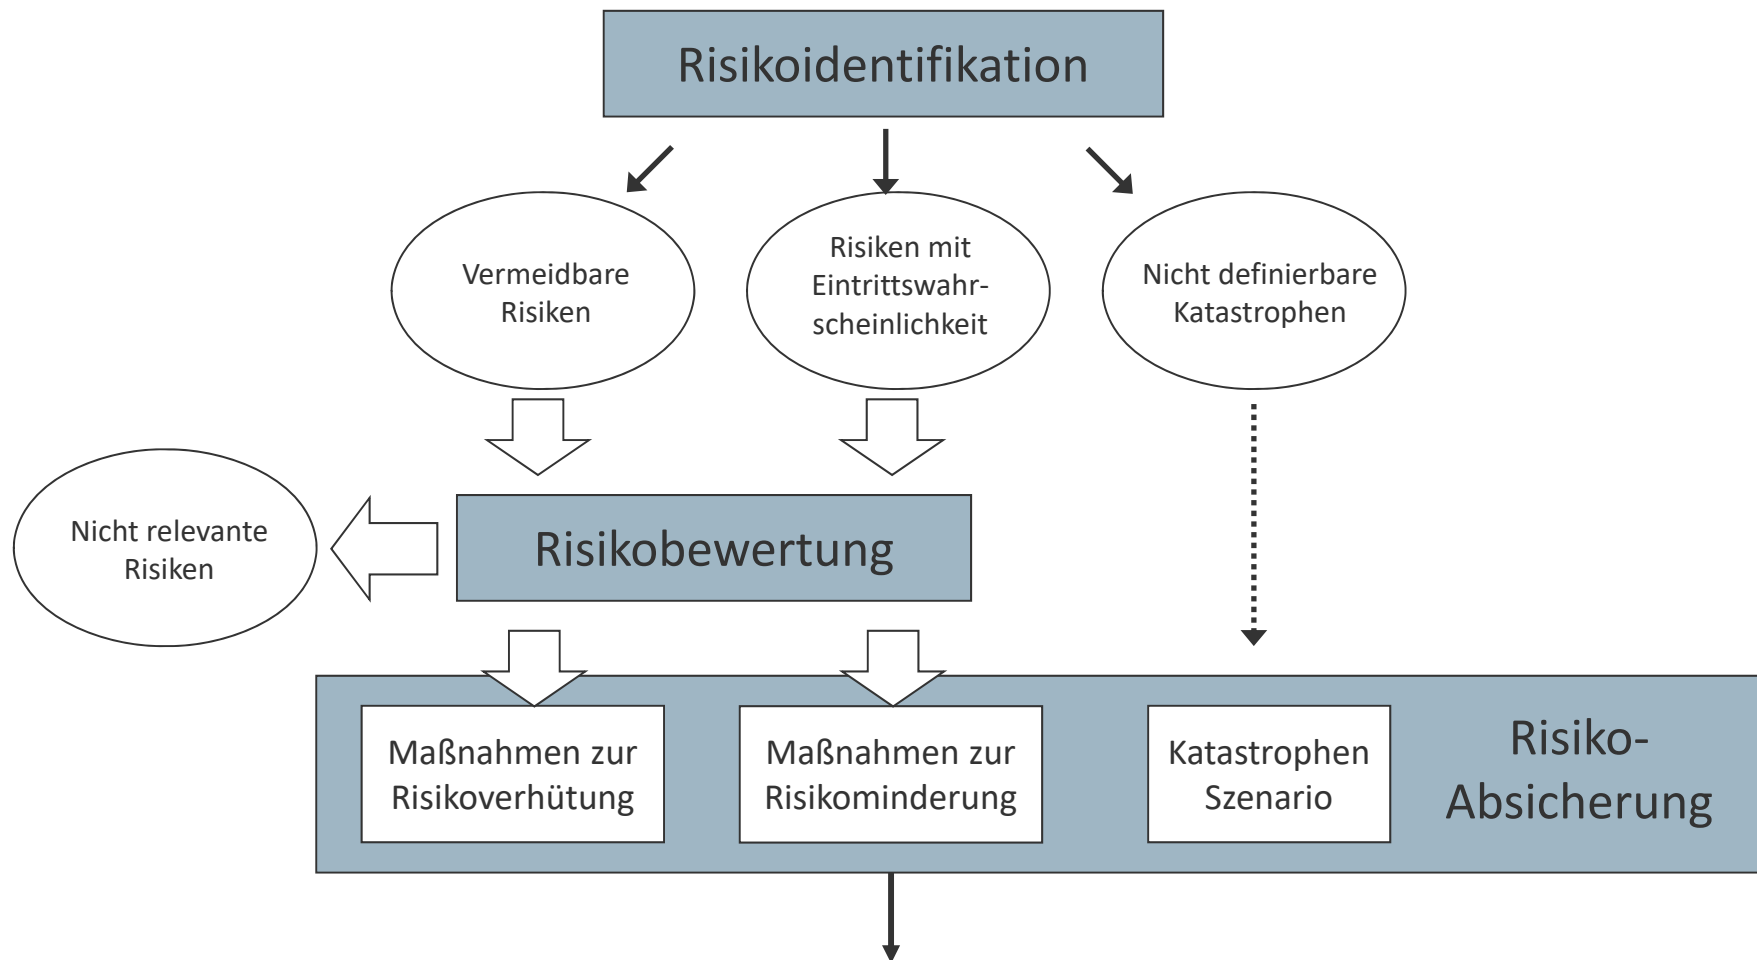 Risikoidentifikation
Vermeidbare
Risiken
Risiken mit
Eintrittswahr-
scheinlichkeit
Nicht definierbare
Katastrophen
Nicht relevante
Risiken
Risikobewertung
Maßnahmen zur
Risikoverhütung
Maßnahmen zur
Risikominderung
Katastrophen
Szenario
Risiko-
Absicherung